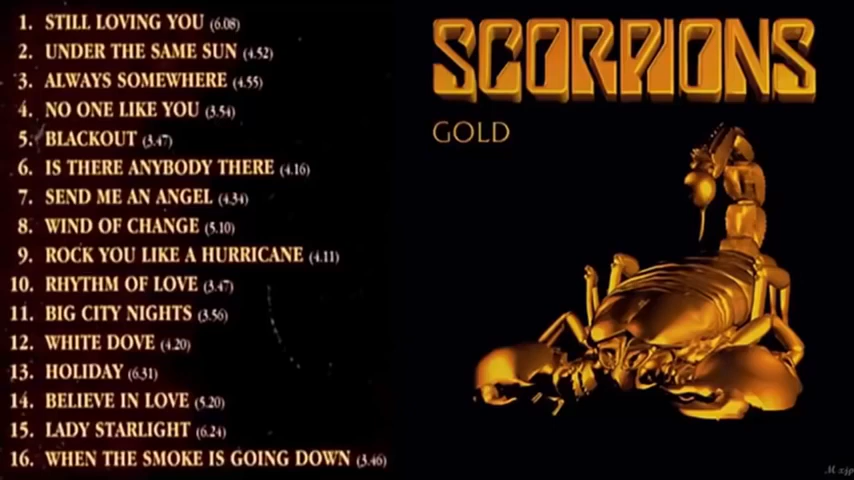 1. STILL LOVING YOU (6.08)
2. UNDER THE SAME SUN (4.52)
3. ALWAYS SOMEWHERE (4.55)
4. NO ONE LIKE YOU (3.54)
5. BLACKOUT (3.47)
6. IS THERE ANYBODY THERE (4.16)
7. SEND ME AN ANGEL (4.34)
8. WIND OF CHANGE (5.10)
9. ROCK YOU LIKE A HURRICANE (4.11)
10. RHYTHM OF LOVE (3.47)
11. BIG CITY NIGHTS (3.56)
12. WHITE DOVE (4.20)
13. HOLIDAY (6.31)
14. BELIEVE IN LOVE (5.20)
15. LADY STARLIGHT (6.24)
16. WHEN THE SMOKE IS GOING DOWN (3.46)
SCORPIONS
GOLD